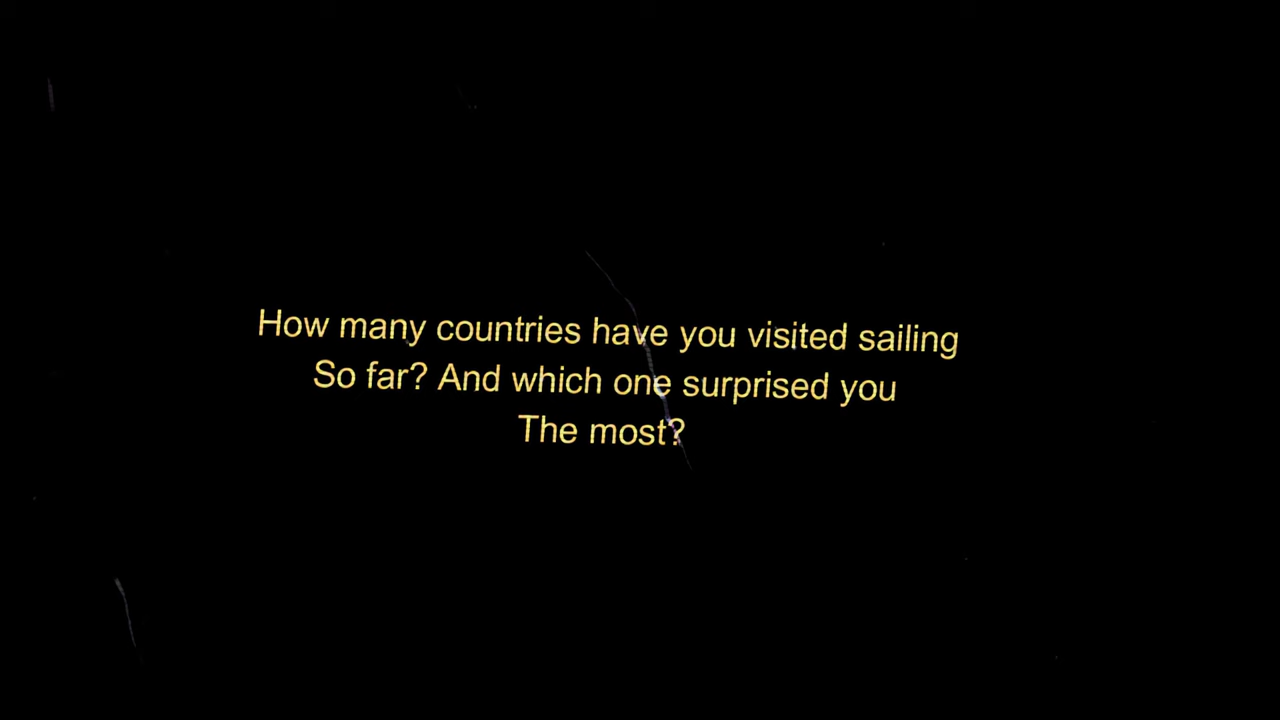 How many countries have you visited sailing
So far? And which one surprised you
The most?